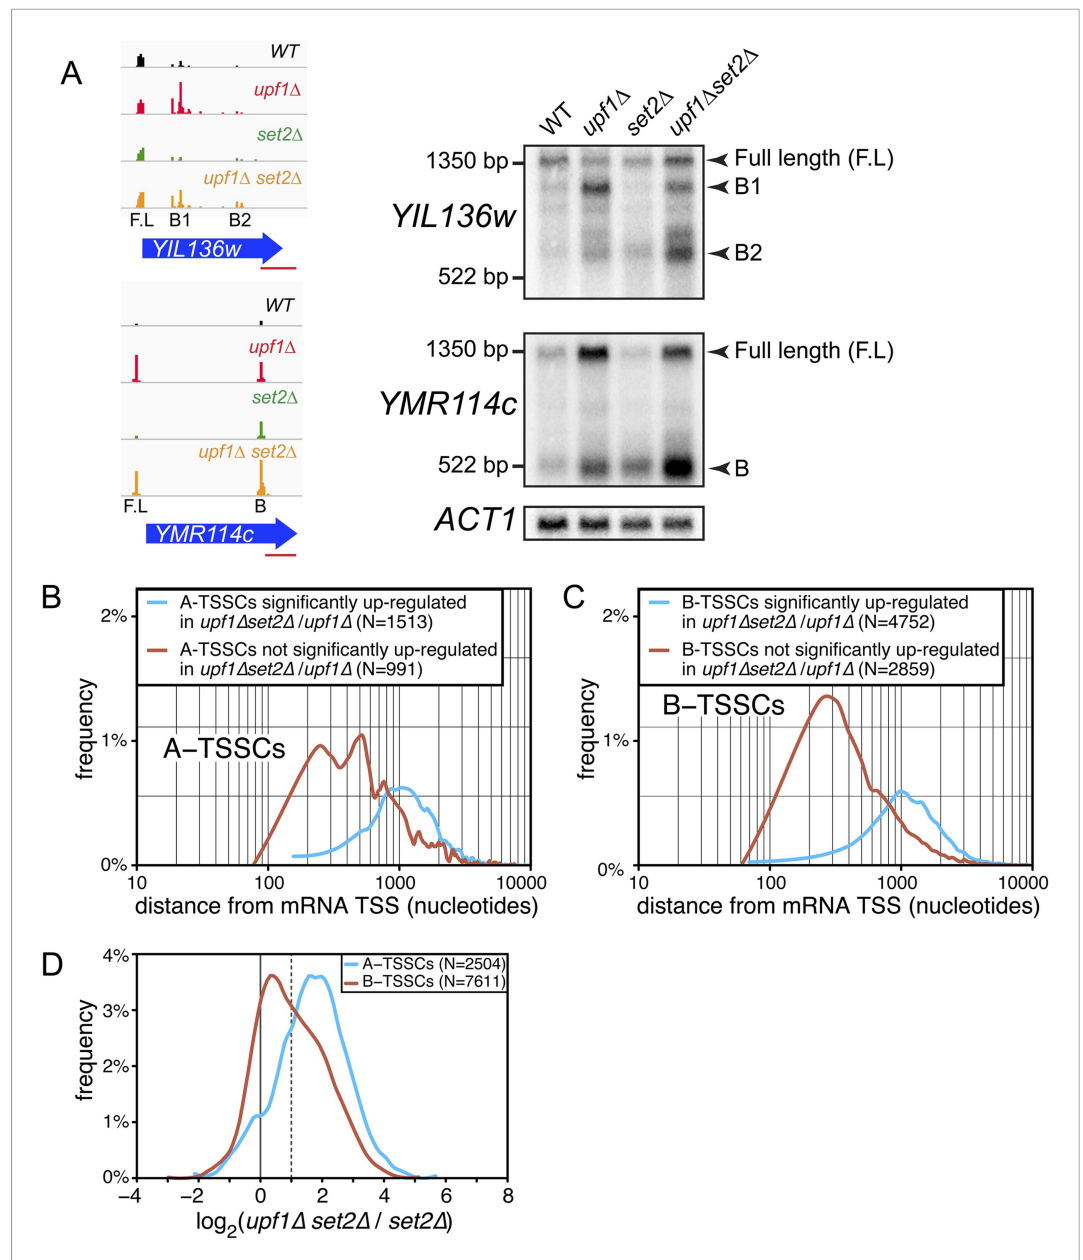 A
WT
upf1Δ
set2Δ
upf1Δ set2Δ
F.L B1 B2
YIL136w
WT
upf1Δ
set2Δ
upf1Δ set2Δ
F.L B
YMR114c
WT upf1Δ set2Δ upf1Δset2Δ
1350 bp Full length (F.L)
B1
YIL136w
B2
522 bp
1350 bp Full length (F.L)
YMR114c
522 bp B
ACT1
B
A-TSSCs significantly up-regulated
in upf1Δset2Δ /upf1Δ (N=1513)
A-TSSCs not significantly up-regulated
in upf1Δset2Δ /upf1Δ (N=991)
A−TSSCs
frequency
2%
1%
0%
10 100 1000 10000
distance from mRNA TSS (nucleotides)
C
B-TSSCs significantly up-regulated
in upf1Δset2Δ /upf1Δ (N=4752)
B-TSSCs not significantly up-regulated
in upf1Δset2Δ /upf1Δ (N=2859)
B−TSSCs
frequency
2%
1%
0%
10 100 1000 10000
distance from mRNA TSS (nucleotides)
D
A−TSSCs (N=2504)
B−TSSCs (N=7611)
frequency
4%
3%
2%
1%
0%
−4 −2 0 2 4 6 8
log2(upf1Δ set2Δ / set2Δ)